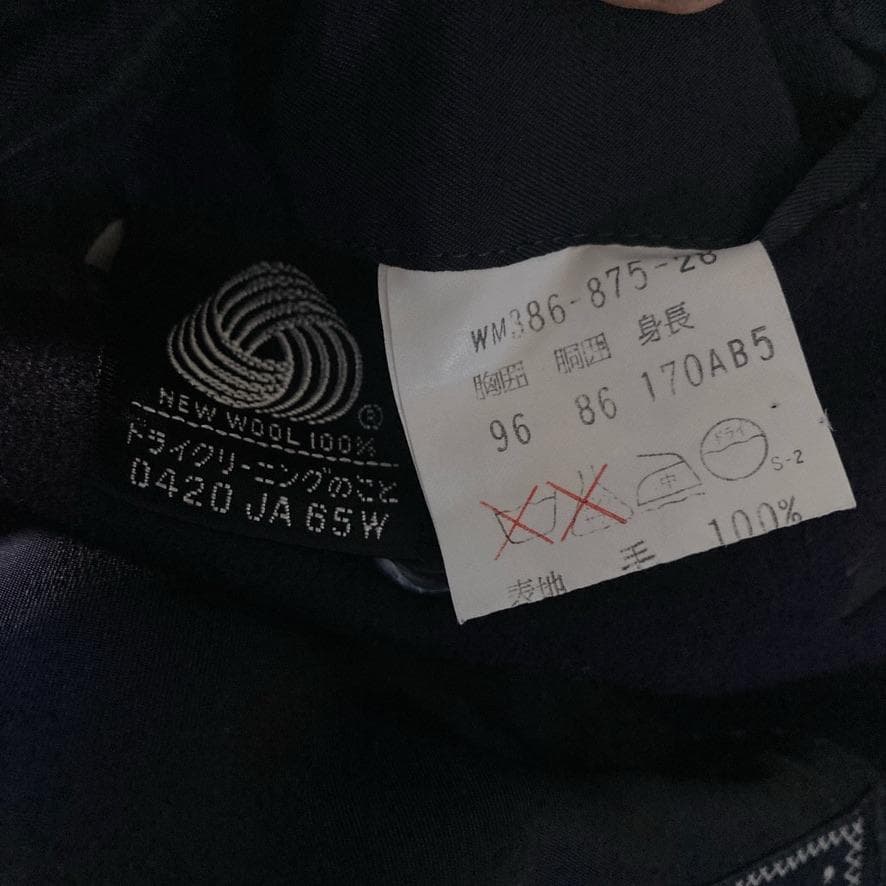 NEW WOOL 100%
®
ドライクリーニングのこと
0420 JA 65W
WM386-875-28
胸囲 胴囲 身長
96 86 170AB5
中 ドライ S-2
表地 毛 100%